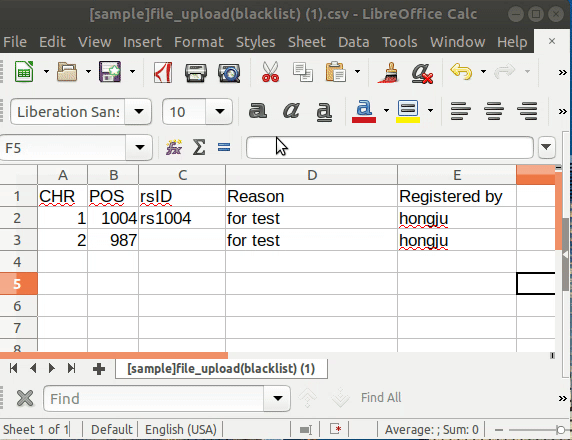 [sample]file_upload(blacklist) (1).csv - LibreOffice Calc
File Edit View Insert Format Styles Sheet Data Tools Window Help ×
Liberation Sans 10 a a a a
F5 fx Σ =
A B C D E
1 CHR POS rsID Reason Registered by
2 1 1004 rs1004 for test hongju
3 2 987 for test hongju
4
5
6
7
8
[sample]file_upload(blacklist) (1)
Find Find All
Sheet 1 of 1 Default English (USA) Average: ; Sum: 0